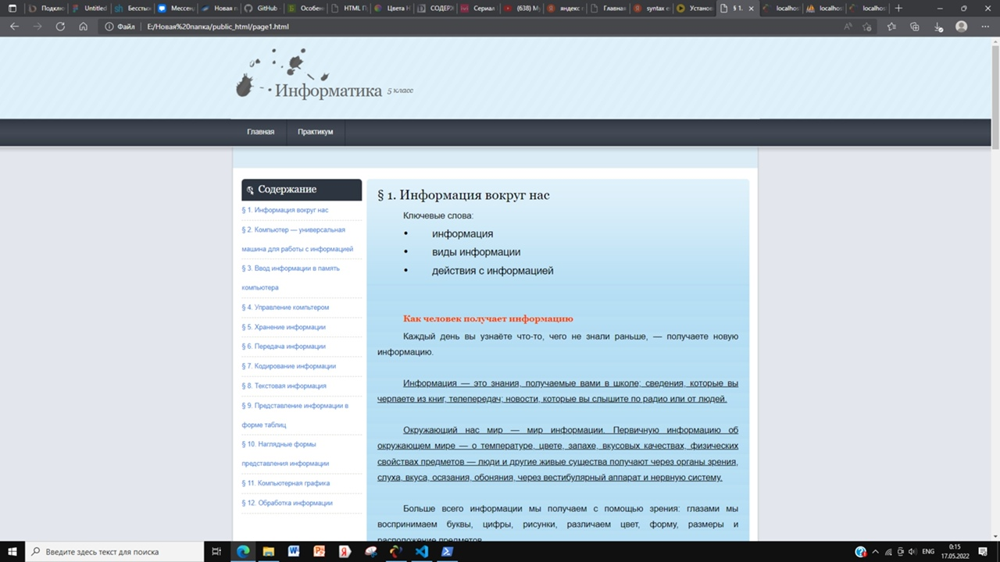 Подклю
Untitled
Бесстис
Мессен
Новая п
GitHub
Особен
HTML Г
Цвета Н
СОДЕР
Сериал
(638) М
яндекс п
Главная
syntax e
Устано
§ 1.
localhos
localhos
localhos
Файл E:/Новая%20папка/public_html/page1.html
Информатика 5 класс
Главная Практикум
Содержание
§ 1. Информация вокруг нас
§ 2. Компьютер — универсальная
машина для работы с информацией
§ 3. Ввод информации в память
компьютера
§ 4. Управление компьтером
§ 5. Хранение информации
§ 6. Передача информации
§ 7. Кодирование информации
§ 8. Текстовая информация
§ 9. Представление информации в
форме таблиц
§ 10. Наглядные формы
представления информации
§ 11. Компьютерная графика
§ 12. Обработка информации
§ 1. Информация вокруг нас
Ключевые слова:
• информация
• виды информации
• действия с информацией
Как человек получает информацию
Каждый день вы узнаёте что-то, чего не знали раньше, — получаете новую
информацию.
Информация — это знания, получаемые вами в школе; сведения, которые вы
черпаете из книг, телепередач; новости, которые вы слышите по радио или от людей.
Окружающий нас мир — мир информации. Первичную информацию об
окружающем мире — о температуре, цвете, запахе, вкусовых качествах, физических
свойствах предметов — люди и другие живые существа получают через органы зрения,
слуха, вкуса, осязания, обоняния, через вестибулярный аппарат и нервную систему.
Больше всего информации мы получаем с помощью зрения: глазами мы
воспринимаем буквы, цифры, рисунки, различаем цвет, форму, размеры и
расположение предметов
Введите здесь текст для поиска
ENG
0:15
17.05.2022